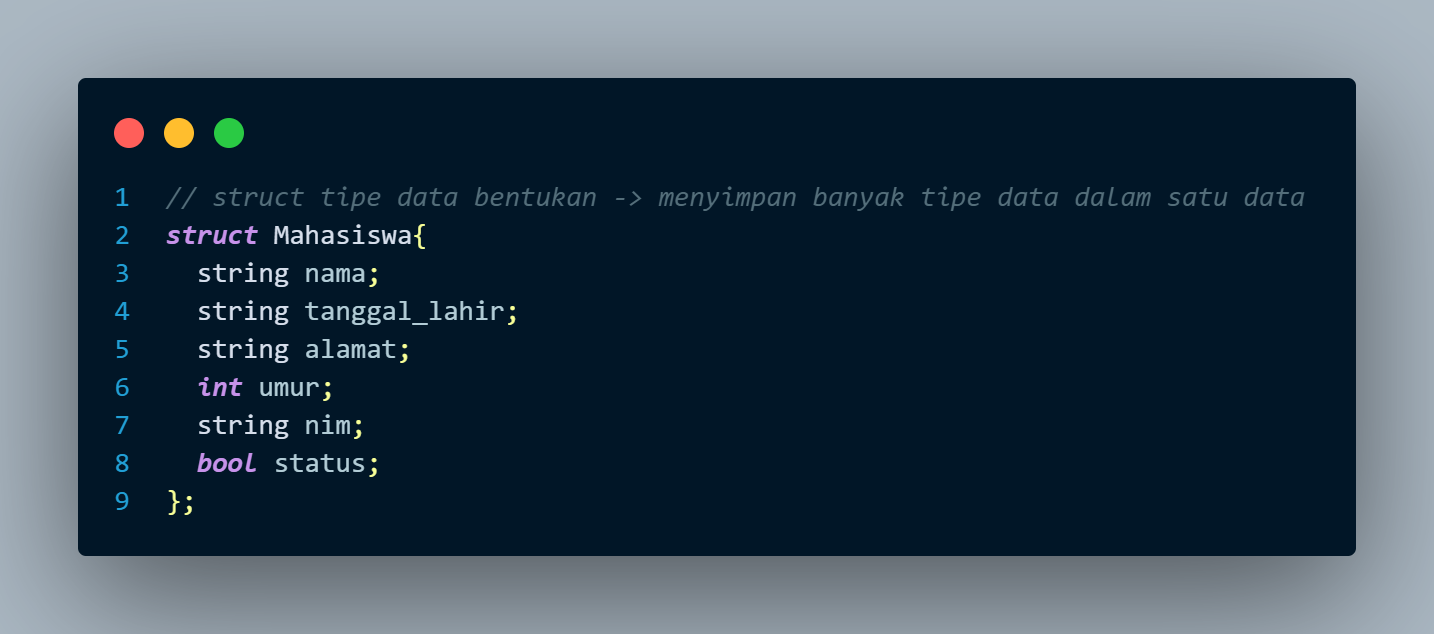 1 // struct tipe data bentukan -> menyimpan banyak tipe data dalam satu data
2 struct Mahasiswa{
3   string nama;
4   string tanggal_lahir;
5   string alamat;
6   int umur;
7   string nim;
8   bool status;
9 };